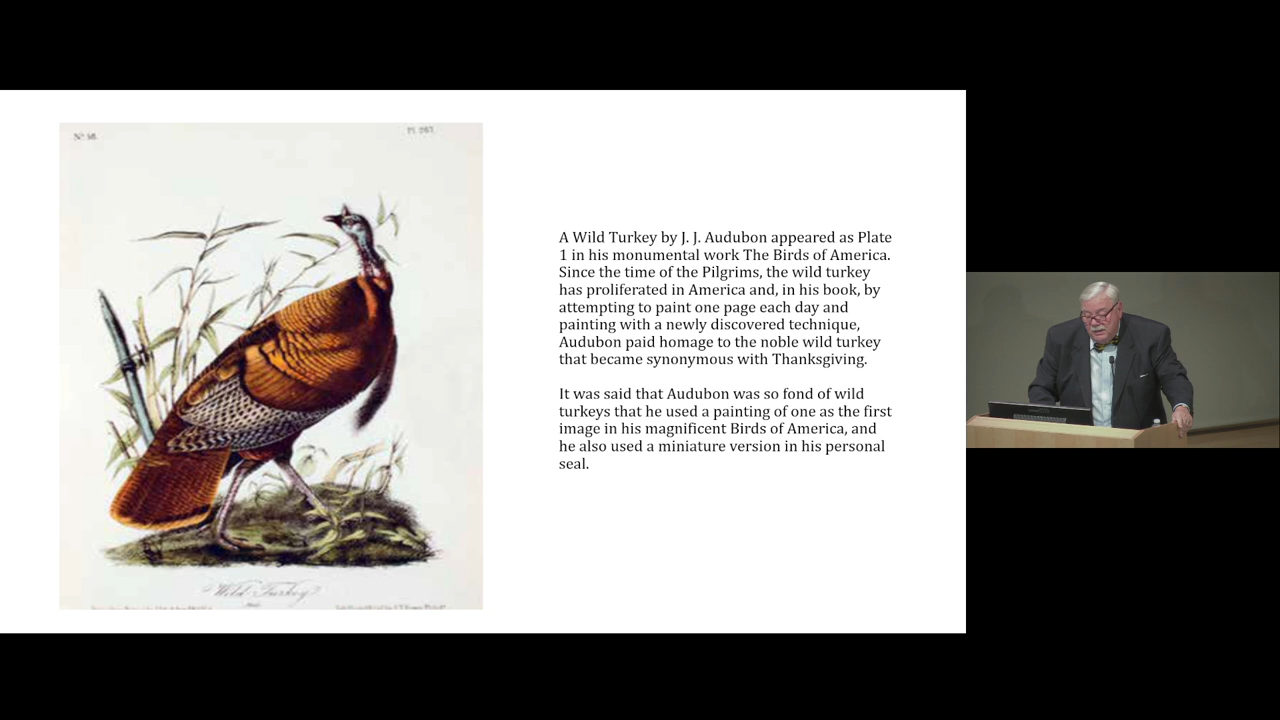 Nº 58.
Pl. 287.
Wild Turkey
A Wild Turkey by J. J. Audubon appeared as Plate
1 in his monumental work The Birds of America.
Since the time of the Pilgrims, the wild turkey
has proliferated in America and, in his book, by
attempting to paint one page each day and
painting with a newly discovered technique,
Audubon paid homage to the noble wild turkey
that became synonymous with Thanksgiving.
It was said that Audubon was so fond of wild
turkeys that he used a painting of one as the first
image in his magnificent Birds of America, and
he also used a miniature version in his personal
seal.